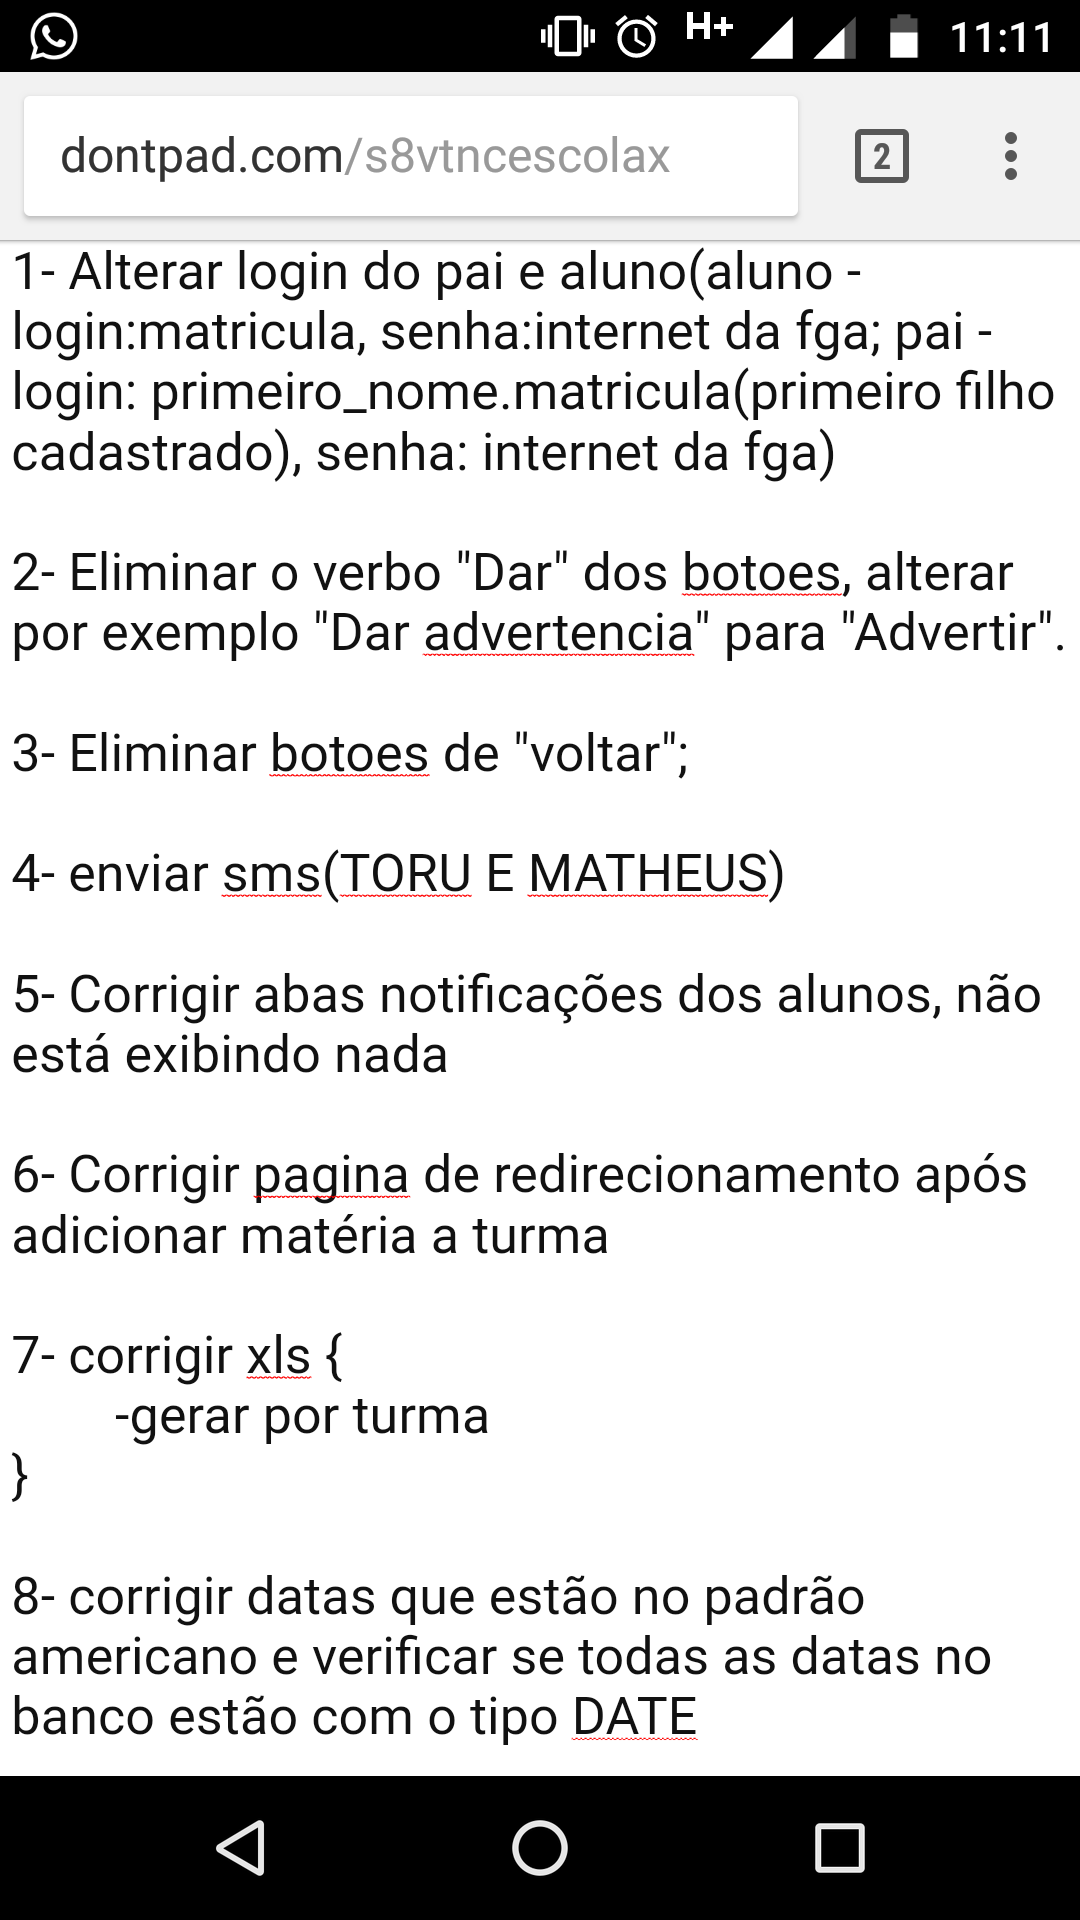 H+ 11:11
dontpad.com/s8vtncescolax
2
1- Alterar login do pai e aluno(aluno -
login:matricula, senha:internet da fga; pai -
login: primeiro_nome.matricula(primeiro filho
cadastrado), senha: internet da fga)
2- Eliminar o verbo "Dar" dos botoes, alterar
por exemplo "Dar advertencia" para "Advertir".
3- Eliminar botoes de "voltar";
4- enviar sms(TORU E MATHEUS)
5- Corrigir abas notificações dos alunos, não
está exibindo nada
6- Corrigir pagina de redirecionamento após
adicionar matéria a turma
7- corrigir xls {
-gerar por turma
}
8- corrigir datas que estão no padrão
americano e verificar se todas as datas no
banco estão com o tipo DATE